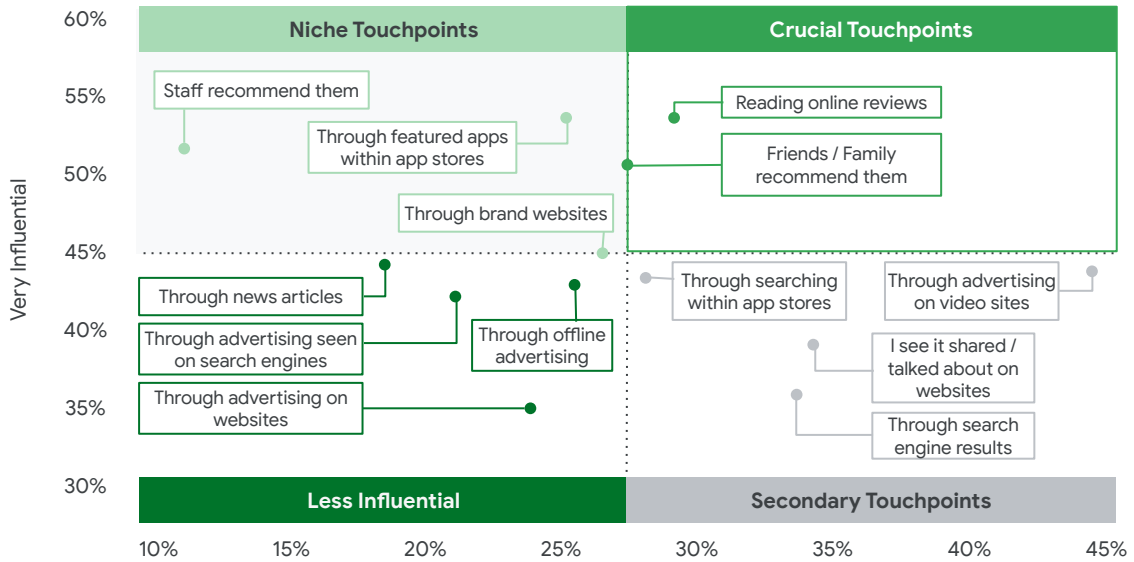 60%
Niche Touchpoints
Crucial Touchpoints
55%
Staff recommend them
Reading online reviews
Through featured apps
within app stores
Friends / Family
recommend them
50%
Through brand websites
45%
Very Influential
Through news articles
Through searching
within app stores
Through advertising
on video sites
40%
Through advertising seen
on search engines
Through offline
advertising
I see it shared /
talked about on
websites
35%
Through advertising on
websites
Through search
engine results
30%
Less Influential
Secondary Touchpoints
10%
15%
20%
25%
30%
35%
40%
45%